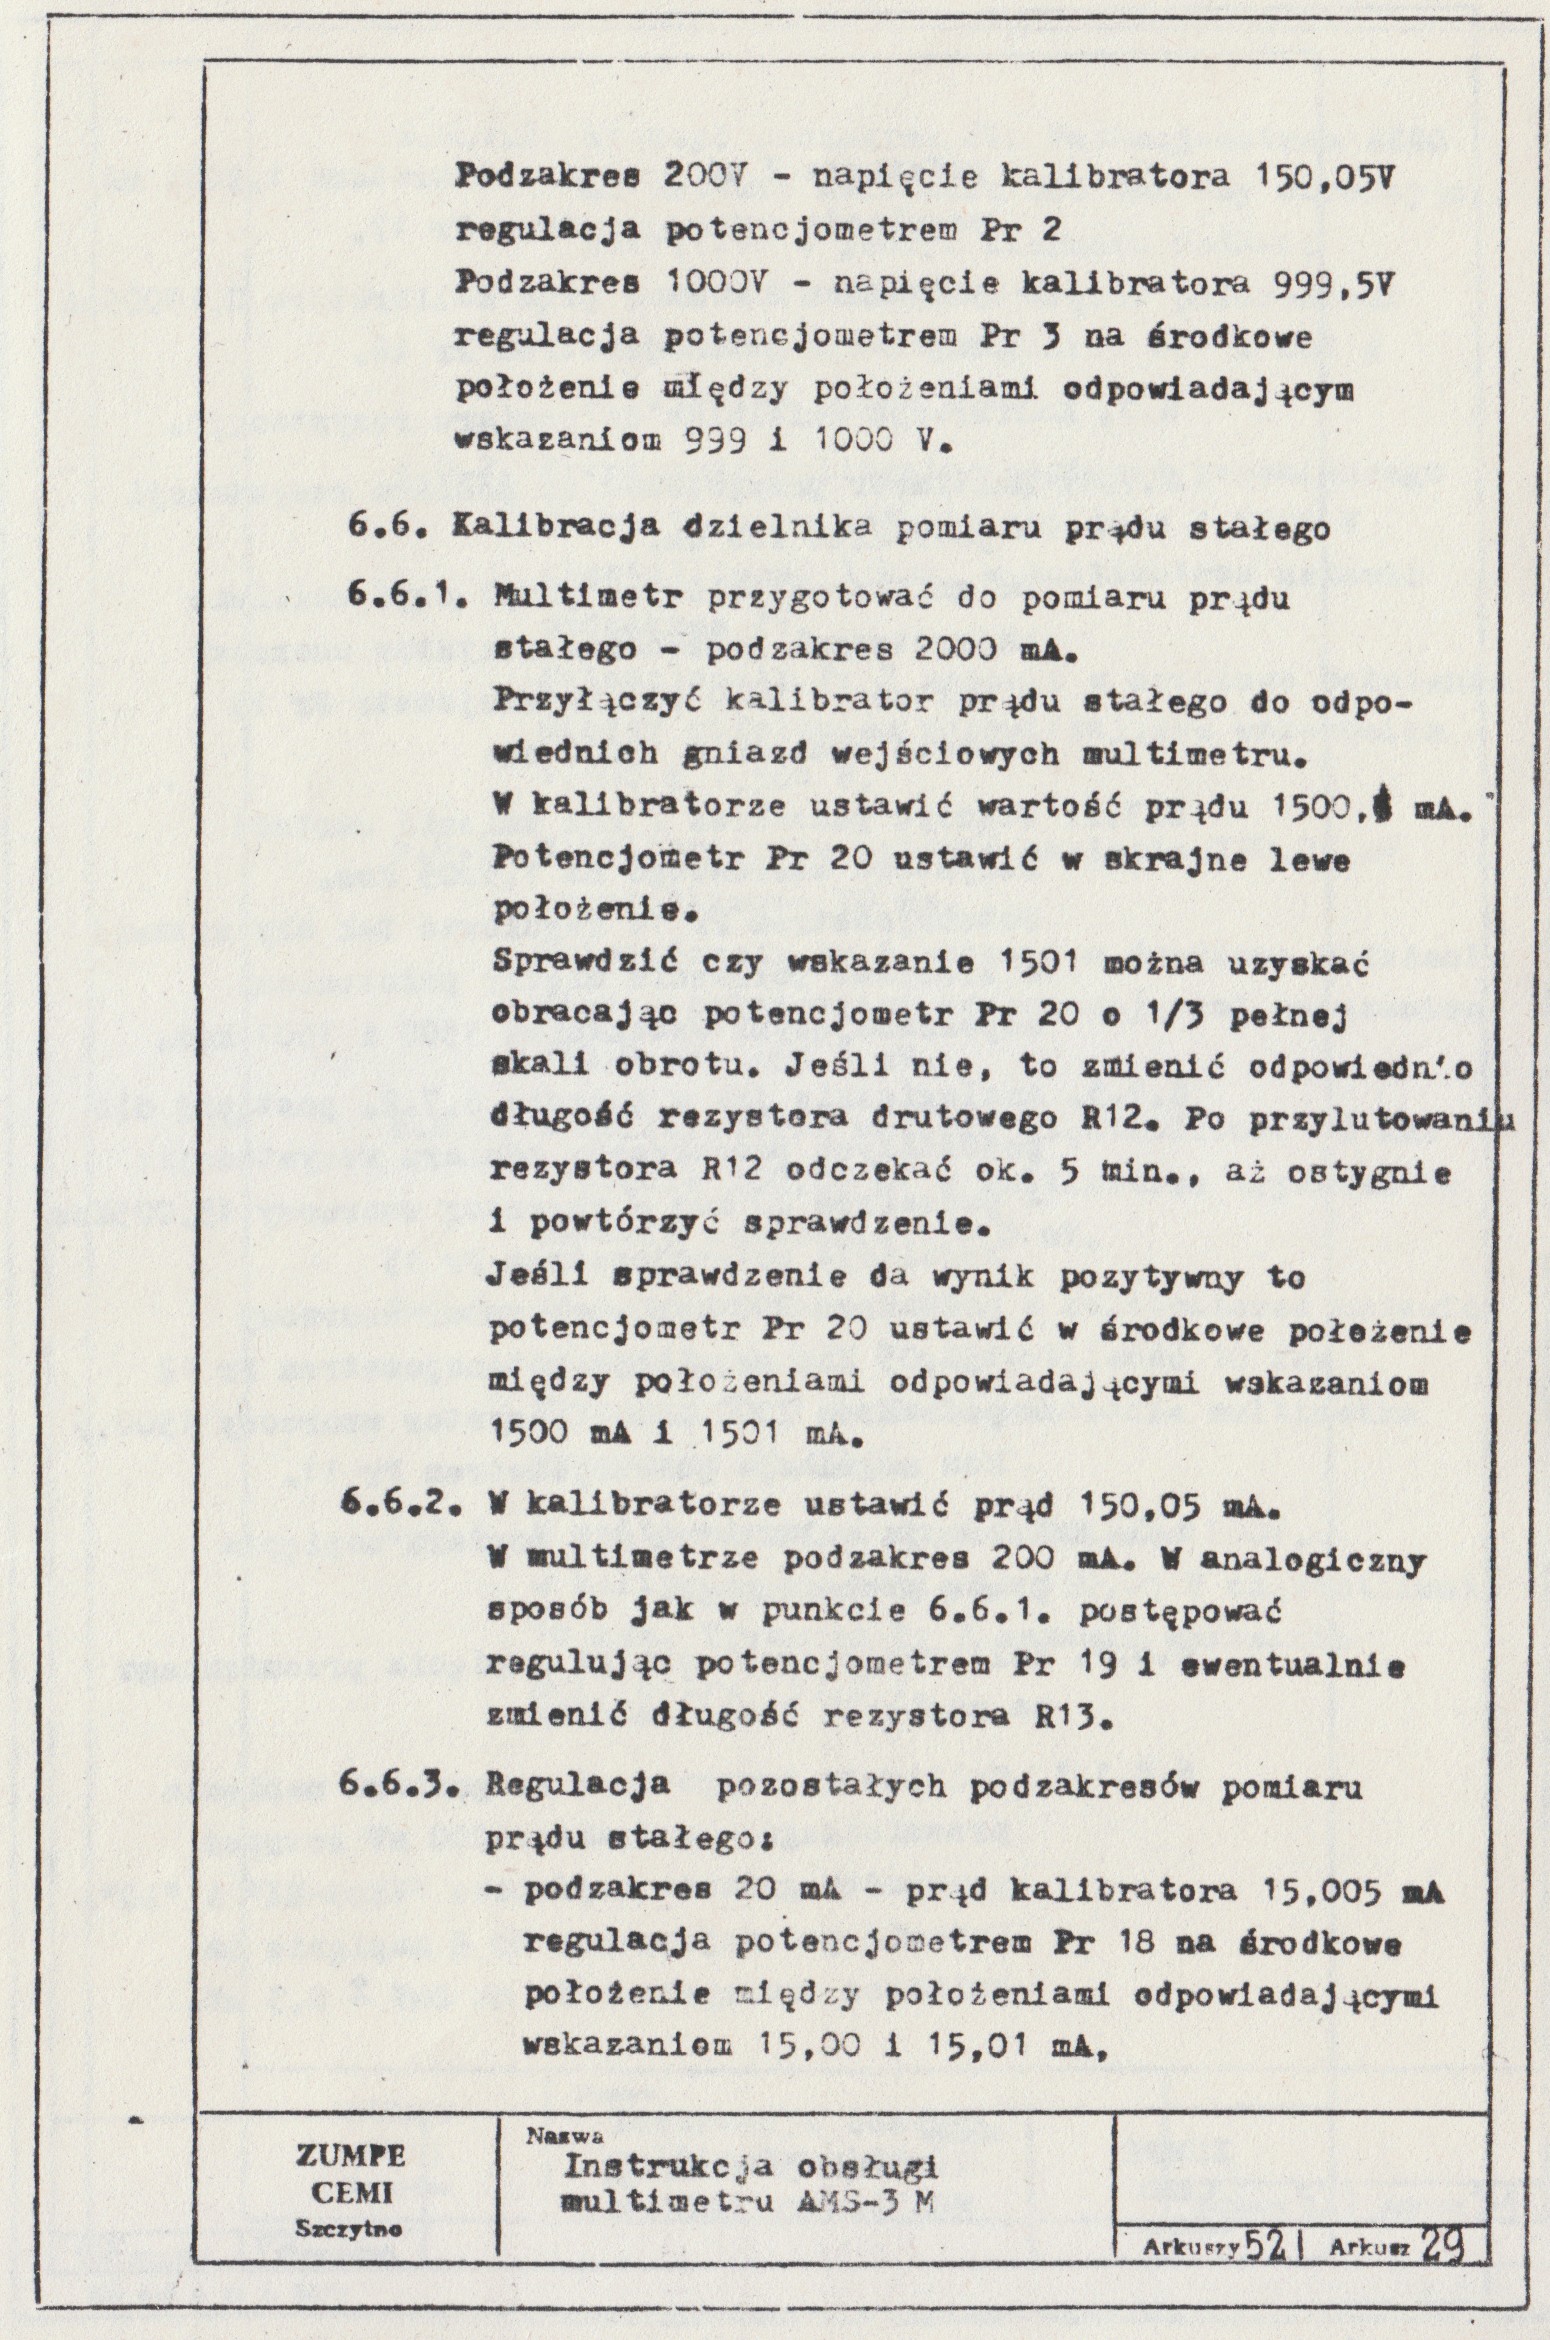 Podzakres 200V - napięcie kalibratora 150,05V
regulacja potencjometrem Pr 2
Podzakres 1000V - napięcie kalibratora 999,5V
regulacja potencjometrem Pr 3 na środkowe
położenie między położeniami odpowiadającym
wskazaniom 999 i 1000 V.
6.6. Kalibracja dzielnika pomiaru prądu stałego
6.6.1. Multimetr przygotować do pomiaru prądu
stałego - podzakres 2000 mA.
Przyłączyć kalibrator prądu stałego do odpo-
wiednich gniazd wejściowych multimetru.
W kalibratorze ustawić wartość prądu mA.
Potencjometr Pr 20 ustawić w skrajne lewe
położenie.
Sprawdzić czy wskazanie 1501 można uzyskać
obracając potencjometr Pr 20 o 1/3 pełnej
skali obrotu. Jeśli nie, to zmienić odpowiednio
długość rezystora drutowego R12. Po przylutowaniu
rezystora R12 odczekać ok. 5 min., aż ostygnie
i powtórzyć sprawdzenie.
Jeśli sprawdzenie da wynik pozytywny to
potencjometr Pr 20 ustawić w środkowe położenie
między położeniami odpowiadającymi wskazaniom
1500 mA i 1501 mA.
6.6.2. W kalibratorze ustawić prąd 150,05 mA.
W multimetrze podzakres 200 mA. W analogiczny
sposób jak w punkcie 6.6.1. postępować
regulując potencjometrem Pr 19 i ewentualnie
zmienić długość rezystora R13.
6.6.3. Regulacja pozostałych podzakresów pomiaru
prądu stałego:
- podzakres 20 mA - prąd kalibratora 15,005 mA
regulacja potencjometrem Pr 18 na środkowe
położenie między położeniami odpowiadającymi
wskazaniom 15,00 i 15,01 mA,
ZUMPE
CEMI
Szczytno
Nazwa
Instrukcja obsługi
multimetru AMS-3 M
Arkuszy 52 Arkusz 29